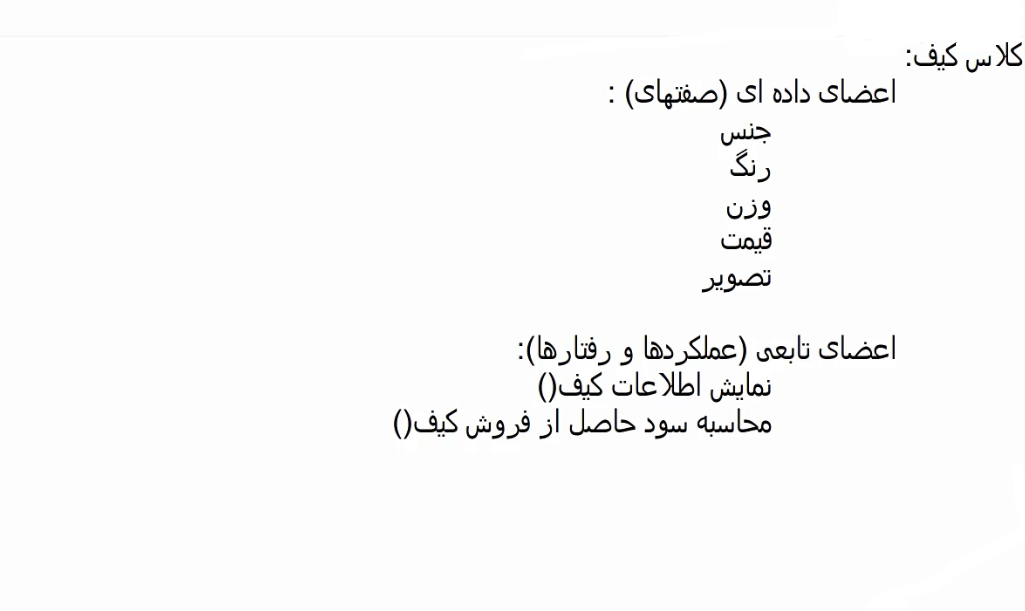 کلاس کیف:
اعضای داده ای (صفتهای) :
جنس
رنگ
وزن
قیمت
تصویر
اعضای تابعی (عملکردها و رفتارها):
نمایش اطلاعات کیف()
محاسبه سود حاصل از فروش کیف()